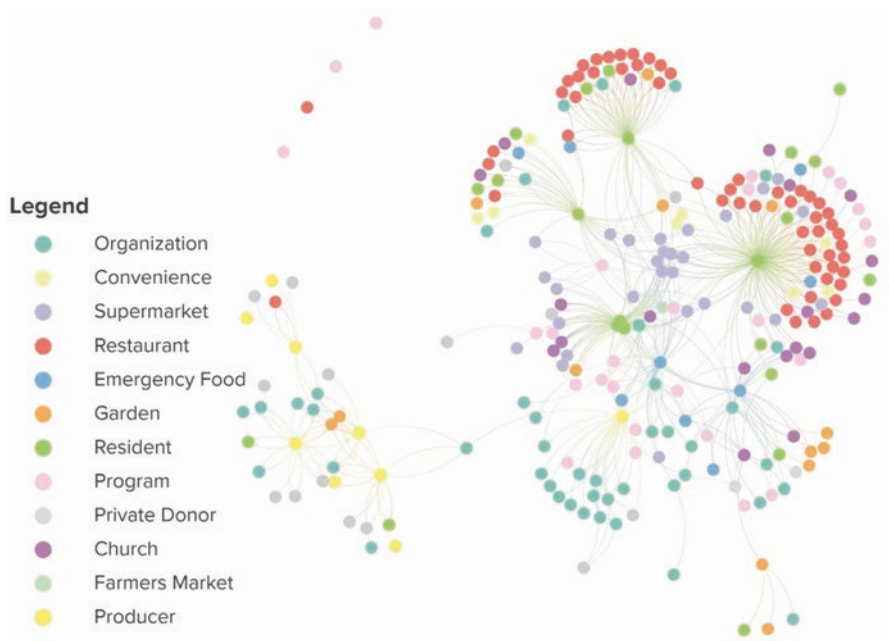 Legend
Organization
Convenience
Supermarket
Restaurant
Emergency Food
Garden
Resident
Program
Private Donor
Church
Farmers Market
Producer